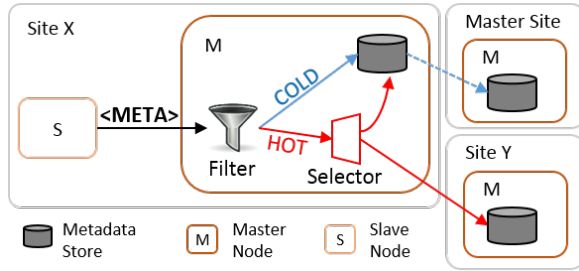 Site X
M
S
<META>
Filter
COLD
HOT
Selector
Master Site
M
Site Y
M
Metadata
Store
M
Master
Node
S
Slave
Node